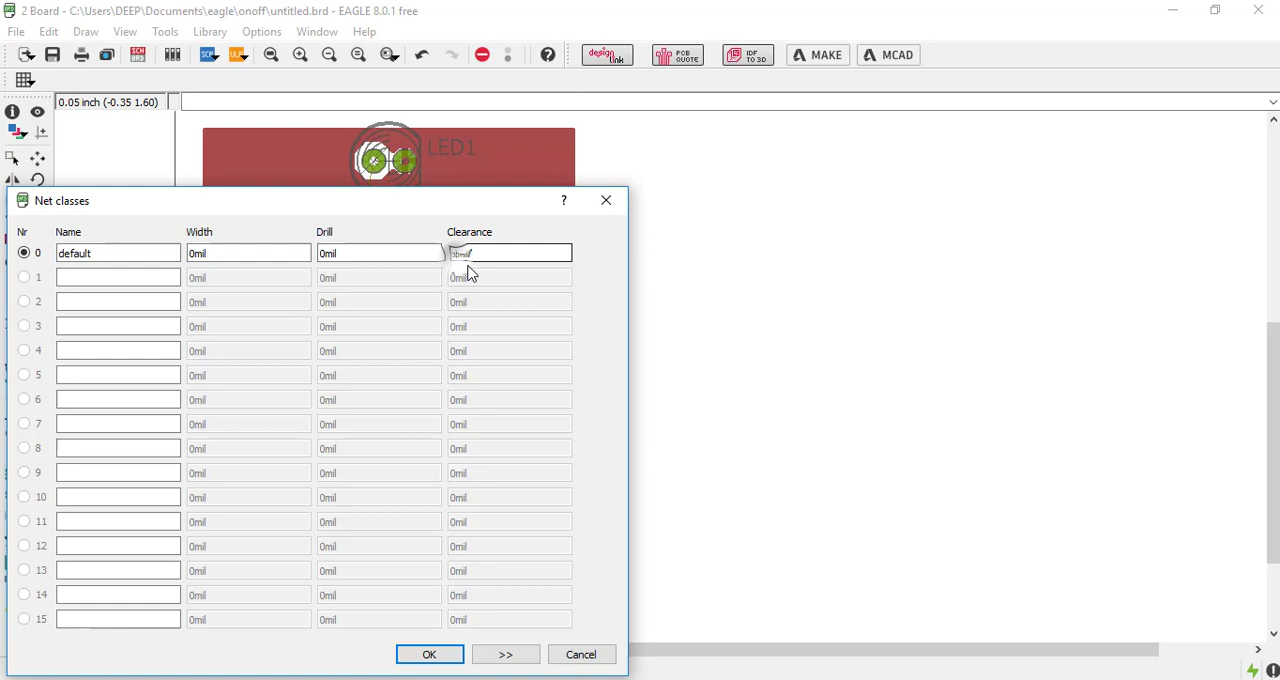 2 Board - C:\Users\DEEP\Documents\eagle\onoff\untitled.brd - EAGLE 8.0.1 free
File Edit Draw View Tools Library Options Window Help
SCR ULP design link PCB QUOTE IDF TO 3D MAKE MCAD
0.05 inch (-0.35 1.60)
LED1
Net classes ?
Nr Name Width Drill Clearance
0 default 0mil 0mil
1 0mil 0mil 0mil
2 0mil 0mil 0mil
3 0mil 0mil 0mil
4 0mil 0mil 0mil
5 0mil 0mil 0mil
6 0mil 0mil 0mil
7 0mil 0mil 0mil
8 0mil 0mil 0mil
9 0mil 0mil 0mil
10 0mil 0mil 0mil
11 0mil 0mil 0mil
12 0mil 0mil 0mil
13 0mil 0mil 0mil
14 0mil 0mil 0mil
15 0mil 0mil 0mil
OK >> Cancel